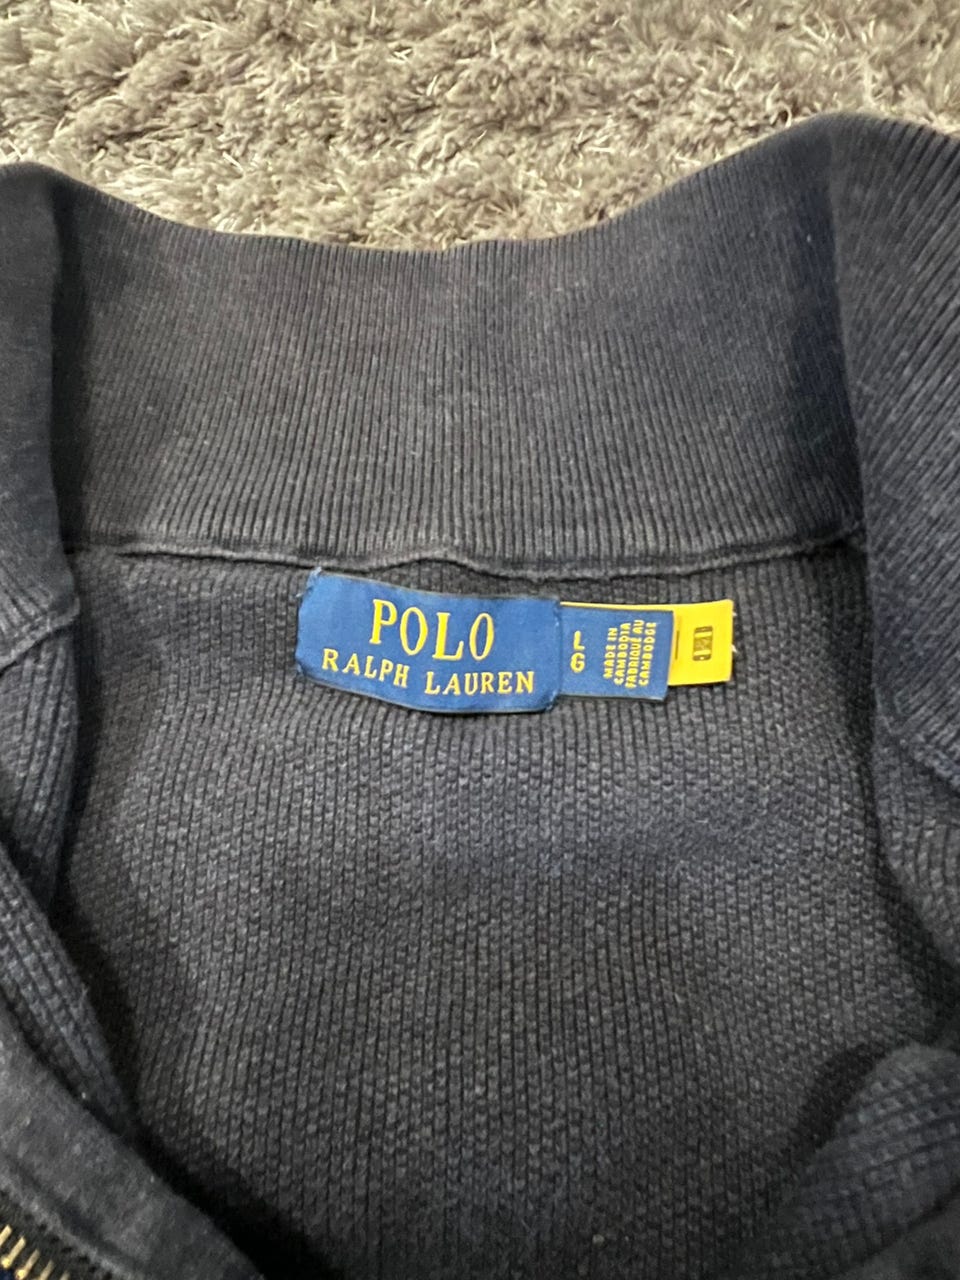 POLO
RALPH LAUREN
L
G
MADE IN
CAMBODIA
FABRIQUÉ AU
CAMBODGE